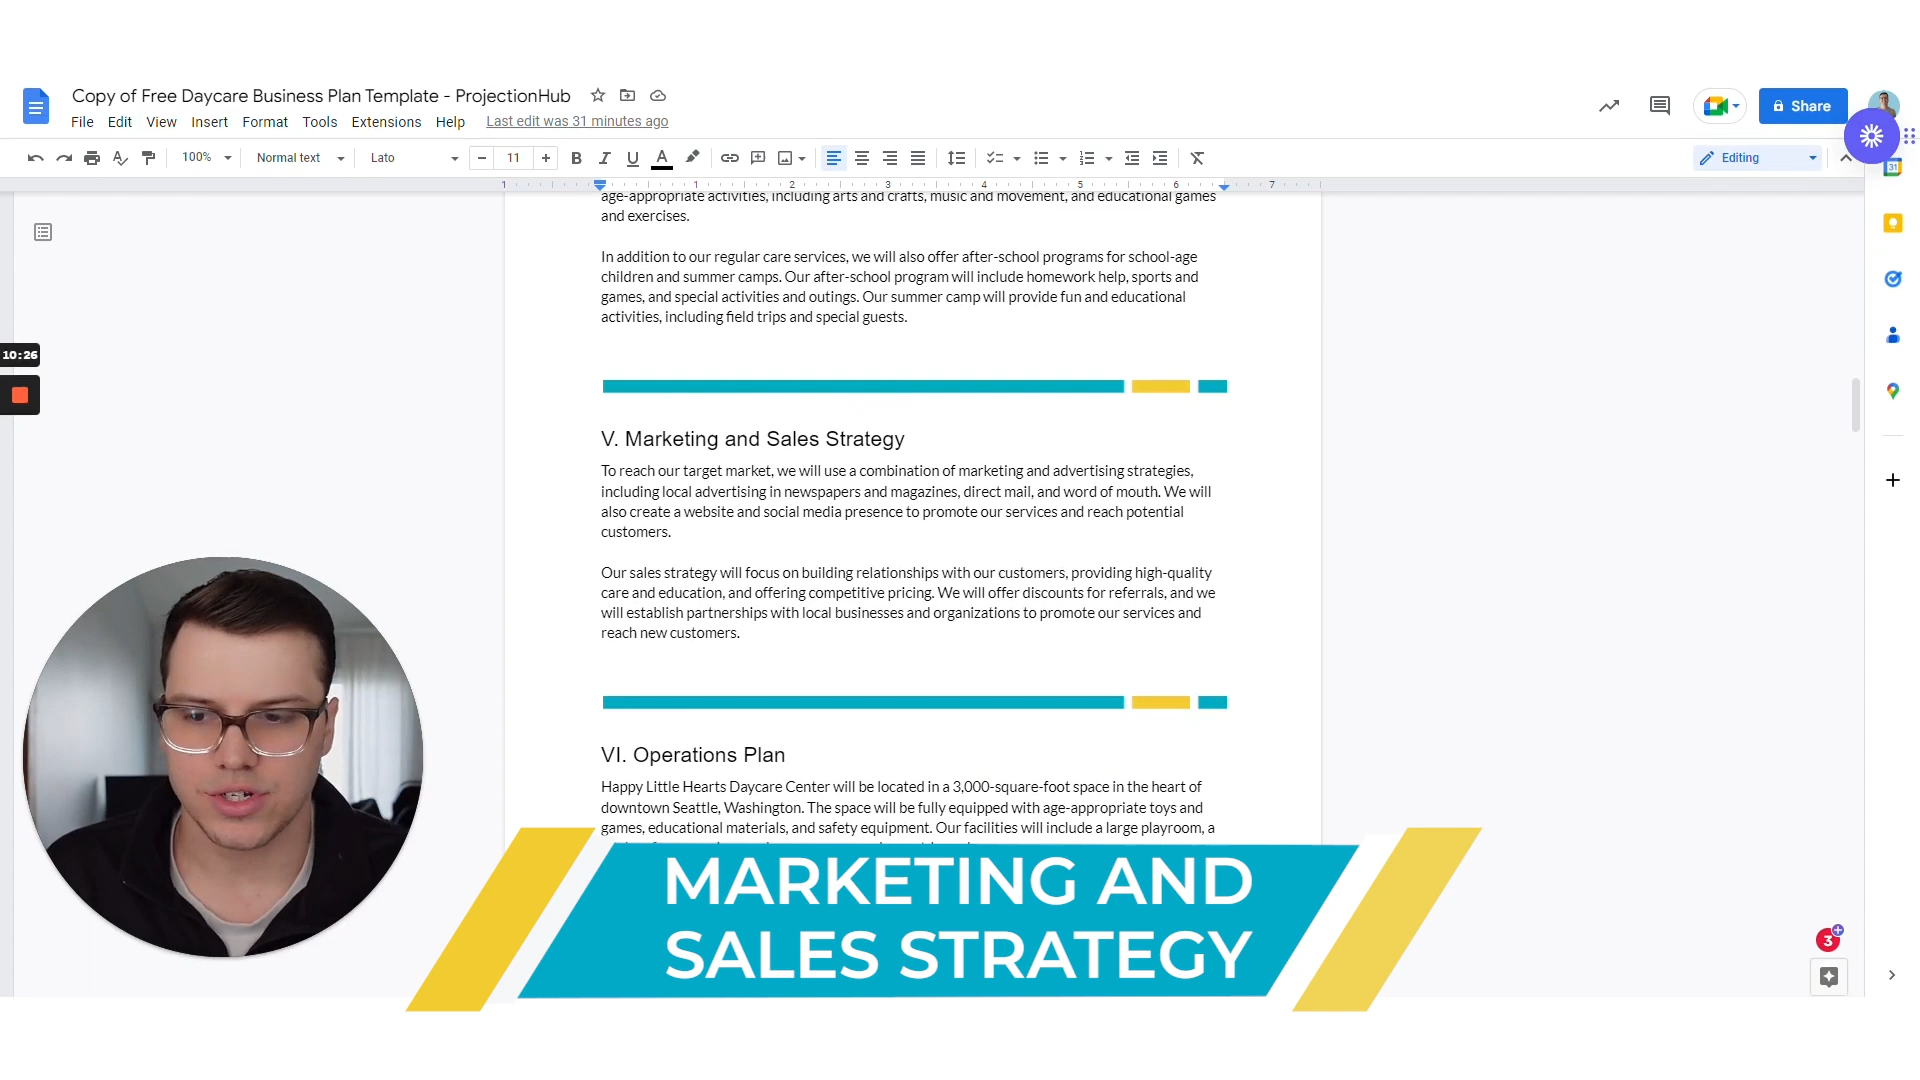 Copy of Free Daycare Business Plan Template - ProjectionHub
File Edit View Insert Format Tools Extensions Help Last edit was 31 minutes ago
Share
100% Normal text Lato 11
Editing
1 1 2 3 4 5 6 7
31
age-appropriate activities, including arts and crafts, music and movement, and educational games
and exercises.
In addition to our regular care services, we will also offer after-school programs for school-age
children and summer camps. Our after-school program will include homework help, sports and
games, and special activities and outings. Our summer camp will provide fun and educational
activities, including field trips and special guests.
10:26
V. Marketing and Sales Strategy
To reach our target market, we will use a combination of marketing and advertising strategies,
including local advertising in newspapers and magazines, direct mail, and word of mouth. We will
also create a website and social media presence to promote our services and reach potential
customers.
Our sales strategy will focus on building relationships with our customers, providing high-quality
care and education, and offering competitive pricing. We will offer discounts for referrals, and we
will establish partnerships with local businesses and organizations to promote our services and
reach new customers.
VI. Operations Plan
Happy Little Hearts Daycare Center will be located in a 3,000-square-foot space in the heart of
downtown Seattle, Washington. The space will be fully equipped with age-appropriate toys and
games, educational materials, and safety equipment. Our facilities will include a large playroom, a
MARKETING AND
SALES STRATEGY
3